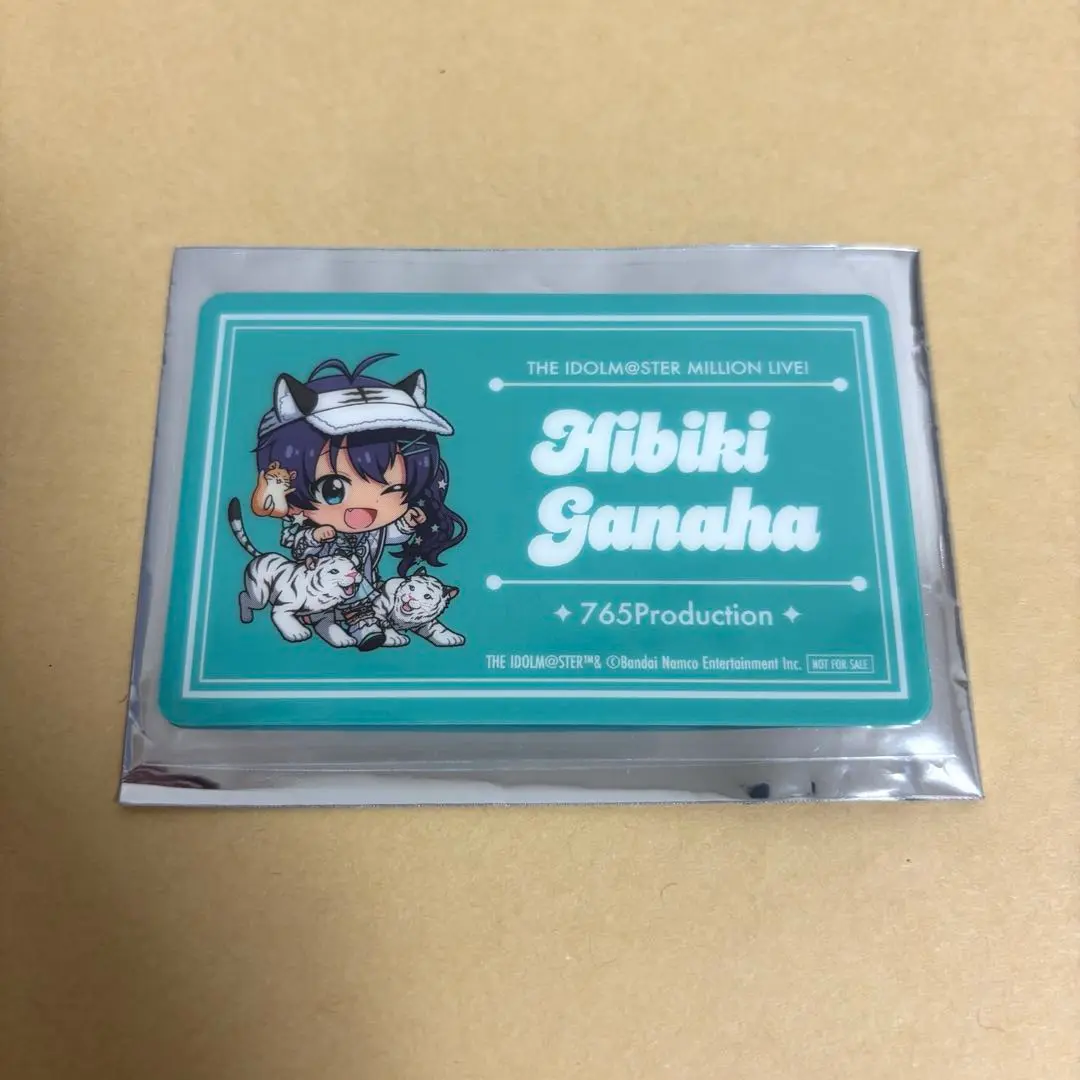 THE IDOLM@STER MILLION LIVE!
Hibiki
Ganaha
✦ 765Production ✦
THE IDOLM@STER™& ©Bandai Namco Entertainment Inc. NOT FOR SALE